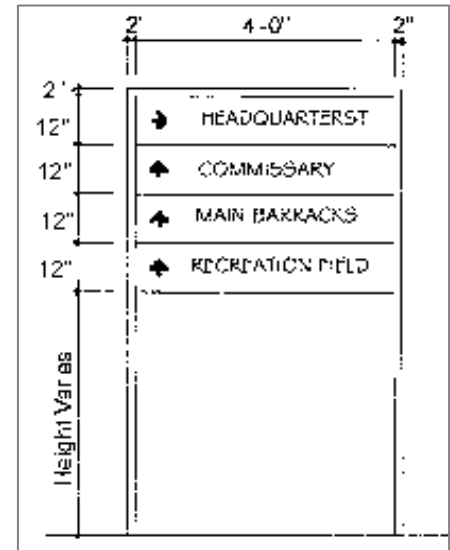 2' 4'-0" 2"
2"
12" HEADQUARTERST
12" COMMISSARY
12" MAIN BARRACKS
12" RECREATION FIELD
Height Varies